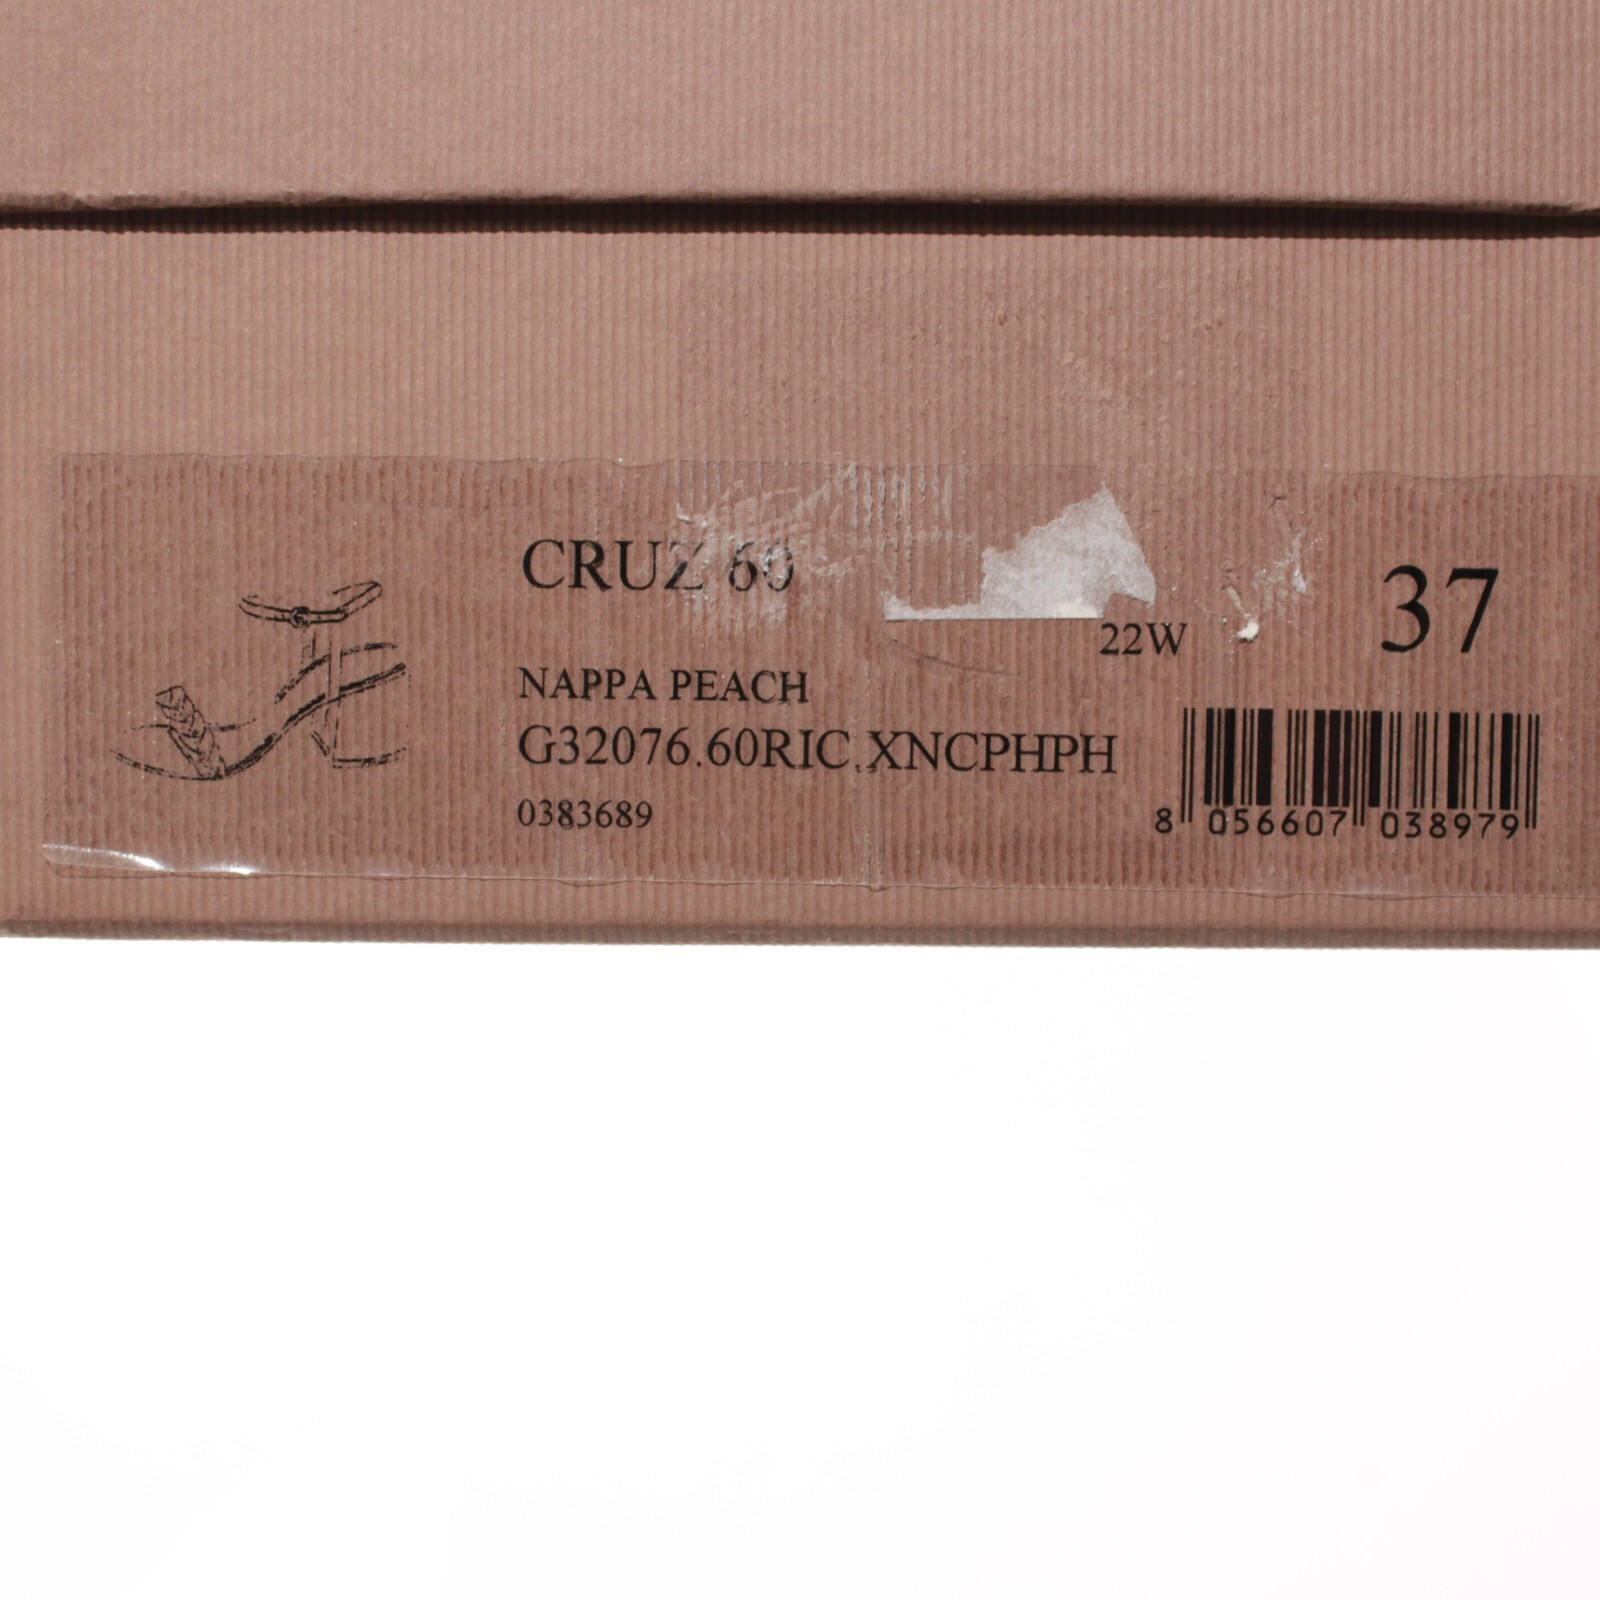 CRUZ 60
22W
37
NAPPA PEACH
G32076.60RIC.XNCPHPH
0383689
8 056607 038979